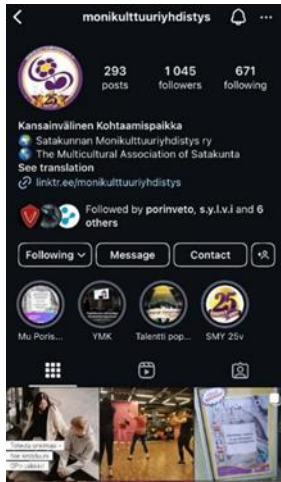 monikulttuuriyhdistys
25
293 1 045 671
posts followers following
Kansainvälinen Kohtaamispaikka
Satakunnan Monikulttuuriyhdistys ry
The Multicultural Association of Satakunta
See translation
linktr.ee/monikulttuuriyhdistys
Followed by porinveto, s.y.l.v.i and 6
others
Following Message Contact
25
Mu Poris... YMK Talentti pop... SMY 25v